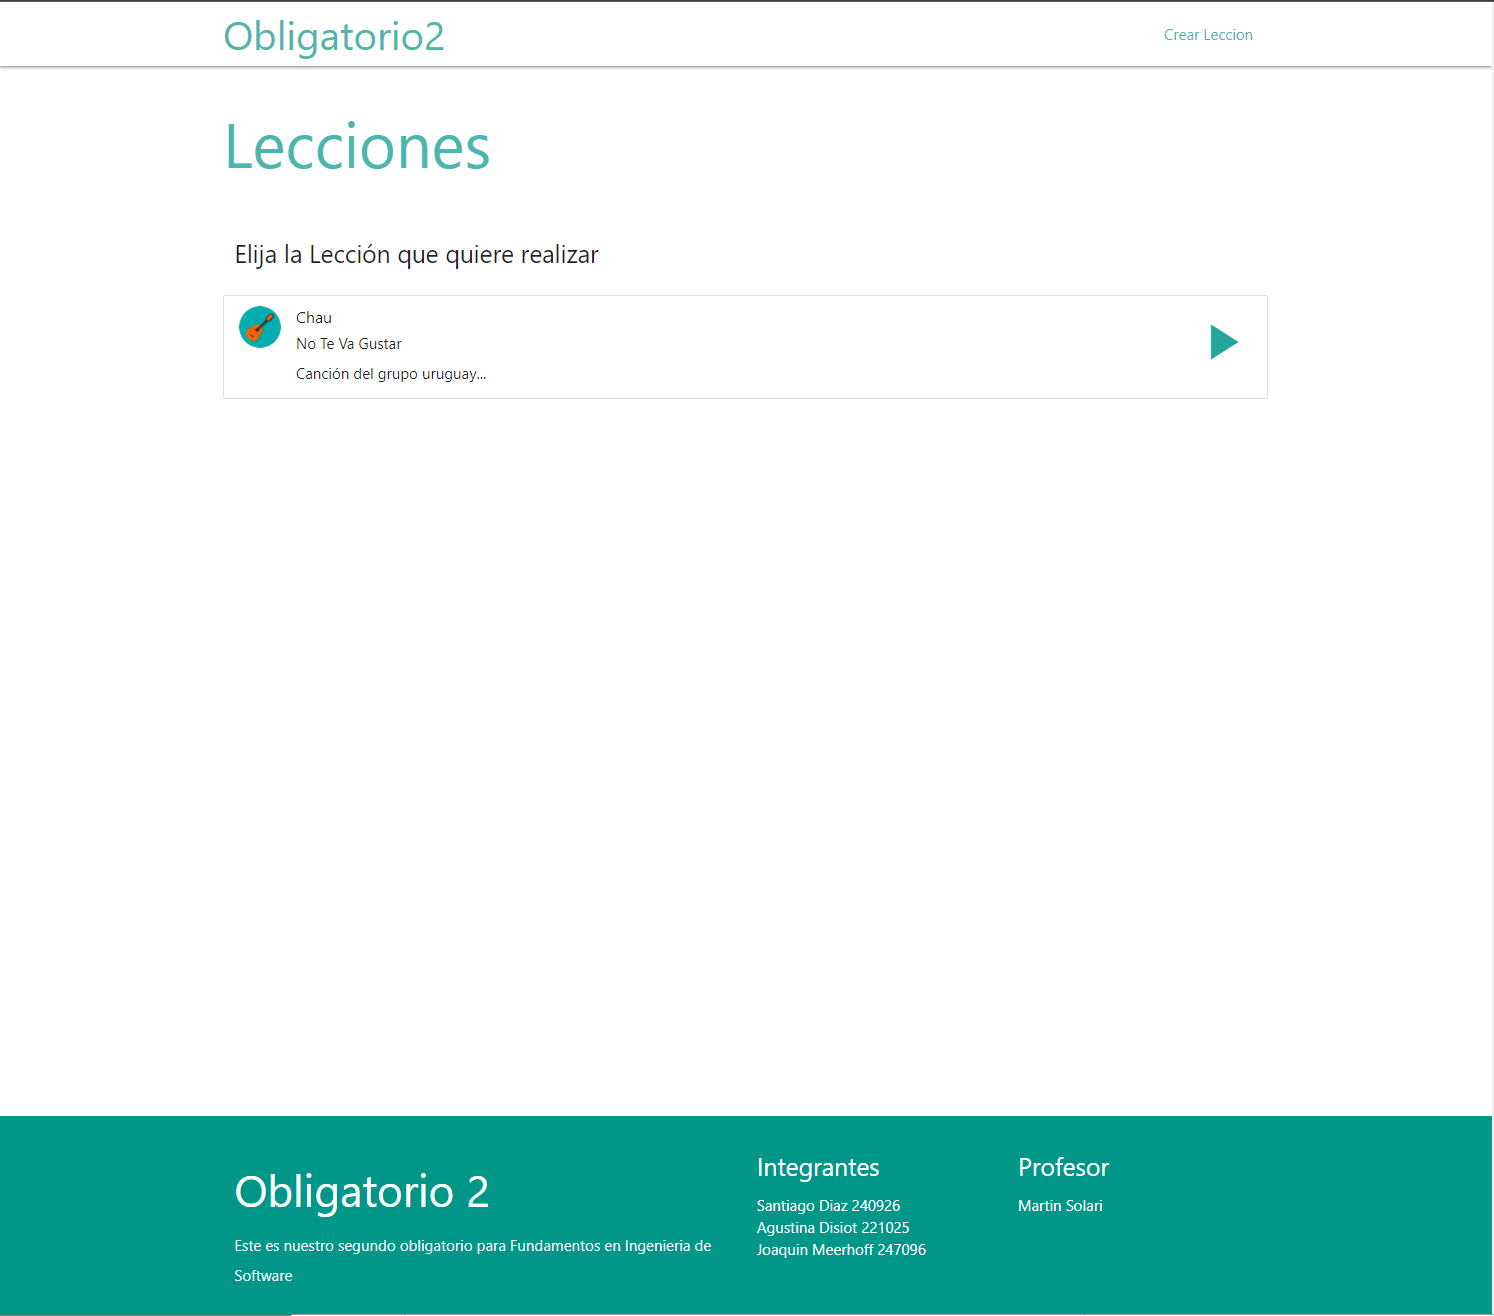 Obligatorio2
Crear Leccion
Lecciones
Elija la Lección que quiere realizar
Chau
No Te Va Gustar
Canción del grupo uruguay...
Obligatorio 2
Este es nuestro segundo obligatorio para Fundamentos en Ingenieria de
Software
Integrantes
Santiago Diaz 240926
Agustina Disiot 221025
Joaquin Meerhoff 247096
Profesor
Martin Solari